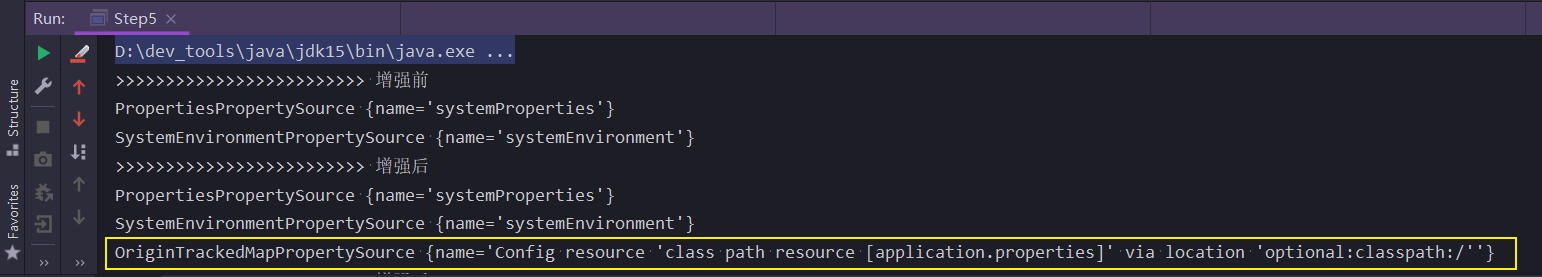 Run: Step5 ×
D:\dev_tools\java\jdk15\bin\java.exe ...
>>>>>>>>>>>>>>>>>>>>>>>>> 增强前
PropertiesPropertySource {name='systemProperties'}
SystemEnvironmentPropertySource {name='systemEnvironment'}
>>>>>>>>>>>>>>>>>>>>>>>>> 增强后
PropertiesPropertySource {name='systemProperties'}
SystemEnvironmentPropertySource {name='systemEnvironment'}
OriginTrackedMapPropertySource {name='Config resource 'class path resource [application.properties]' via location 'optional:classpath:/''}
Structure
Favorites